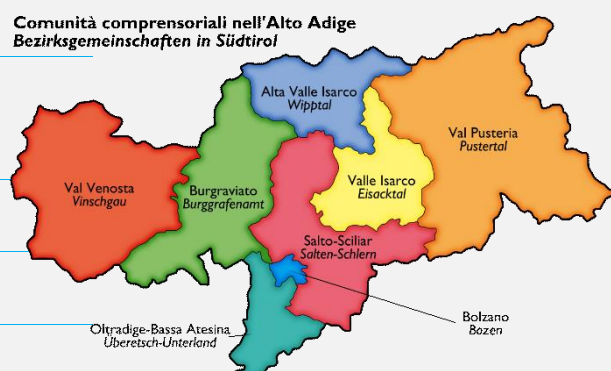 Comunità comprensoriali nell'Alto Adige
Bezirksgemeinschaften in Südtirol
Alta Valle Isarco
Wipptal
Val Pusteria
Pustertal
Val Venosta
Vinschgau
Burgraviato
Burggrafenamt
Valle Isarco
Eisacktal
Salto-Sciliar
Salten-Schlern
Bolzano
Bozen
Oltradige-Bassa Atesina
Überetsch-Unterland